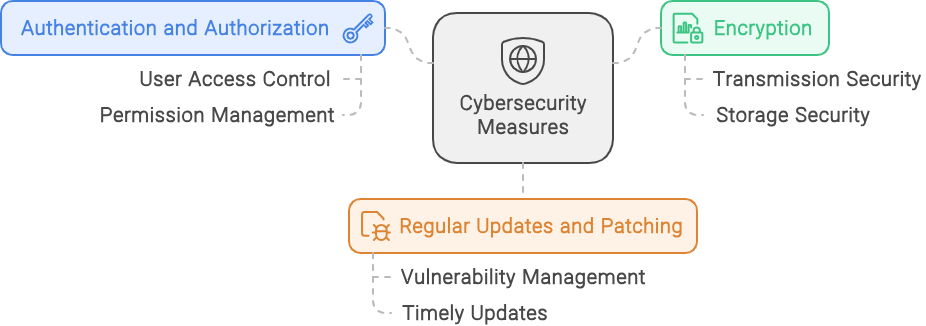 Authentication and Authorization
User Access Control
Permission Management
Cybersecurity
Measures
Encryption
Transmission Security
Storage Security
Regular Updates and Patching
Vulnerability Management
Timely Updates